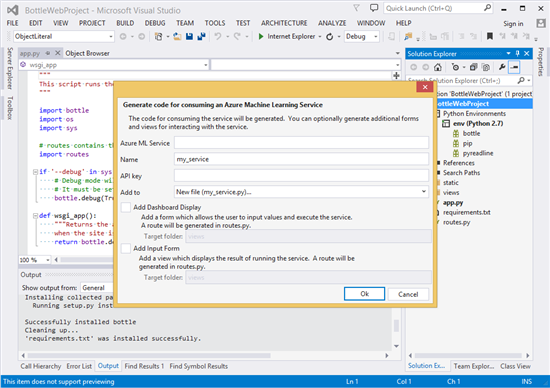 BottleWebProject - Microsoft Visual Studio
Quick Launch (Ctrl+Q)
FILE EDIT VIEW PROJECT BUILD DEBUG TEAM TOOLS TEST ARCHITECTURE ANALYZE WINDOW HELP
Sign in
ObjectLiteral
Internet Explorer
Debug
Server Explorer
Toolbox
Properties
app.py
Object Browser
wsgi_app
"""
This script runs the
"""
import bottle
import os
import sys
# routes contains th
import routes
if '--debug' in sys
# Debug mode wi
# It must be set
bottle.debug(Tru
def wsgi_app():
"""Returns the a
when the site i
return bottle.de
100 %
Solution Explorer
Search Solution Explorer (Ctrl+;)
'BottleWebProject' (1 project)
BottleWebProject
Python Environments
env (Python 2.7)
bottle
pip
pyreadline
References
Search Paths
static
views
app.py
requirements.txt
routes.py
Generate code for consuming an Azure Machine Learning Service
The code for consuming the service will be generated. You can optionally generate additional forms
and views for interacting with the service.
Azure ML Service
Name
my_service
API key
Add to
New file (my_service.py)...
Add Dashboard Display
Add a form which allows the user to input values and execute the service.
A route will be generated in routes.py.
Target folder:
views
Add Input Form
Add a view which displays the result of running the service. A route will be
generated in routes.py.
Target folder:
views
Ok
Cancel
Output
Show output from:
General
Installing collected pa
Running setup.py inst
Successfully installed bottle
Cleaning up...
'requirements.txt' was installed successfully.
Call Hierarchy Error List Output Find Results 1 Find Symbol Results
Solution Ex... Team Explor... Class View
This item does not support previewing
Ln 1
Col 1
Ch 1
INS